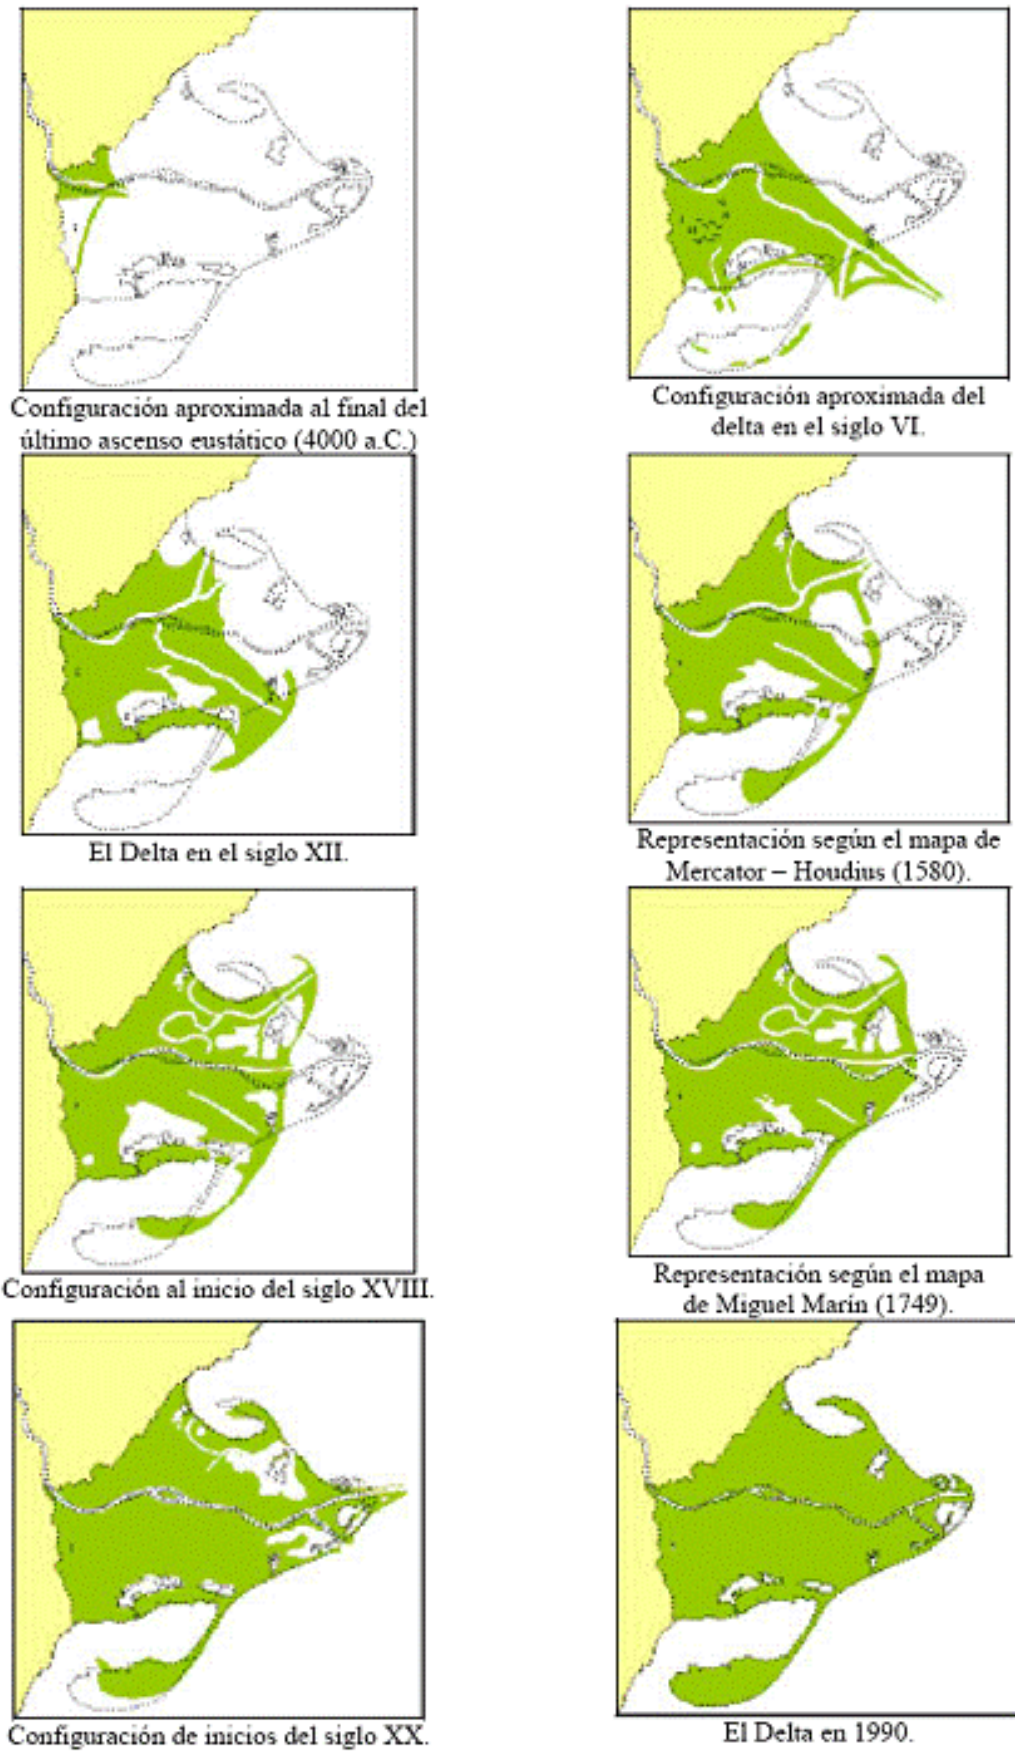 Configuración aproximada al final del
último ascenso eustático (4000 a.C.)
Configuración aproximada del
delta en el siglo VI.
El Delta en el siglo XII.
Representación según el mapa de
Mercator – Houdius (1580).
Configuración al inicio del siglo XVIII.
Representación según el mapa
de Miguel Marín (1749).
Configuración de inicios del siglo XX.
El Delta en 1990.